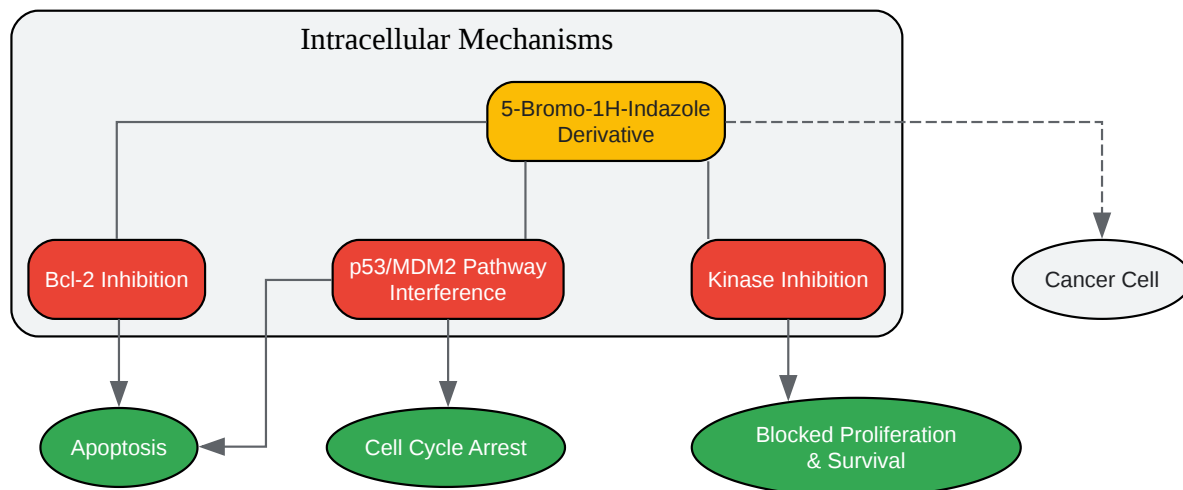 Intracellular Mechanisms
5-Bromo-1H-Indazole
Derivative
Bcl-2 Inhibition
p53/MDM2 Pathway
Interference
Kinase Inhibition
Cancer Cell
Apoptosis
Cell Cycle Arrest
Blocked Proliferation
& Survival